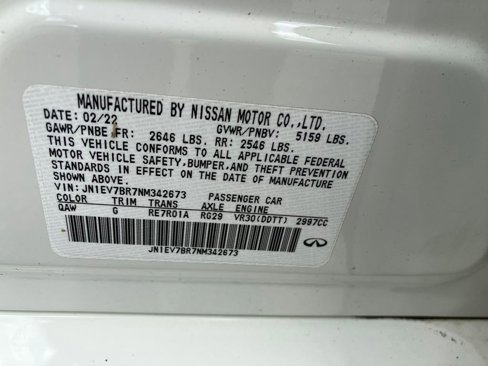 MANUFACTURED BY NISSAN MOTOR CO.,LTD.
DATE: 02/22 GVWR/PNBV: 5159 LBS.
GAWR/PNBE FR: 2646 LBS. RR: 2546 LBS.
THIS VEHICLE CONFORMS TO ALL APPLICABLE FEDERAL
MOTOR VEHICLE SAFETY, BUMPER, AND THEFT PREVENTION
STANDARDS IN EFFECT ON THE DATE OF MANUFACTURE
SHOWN ABOVE.
VIN: JN1EV7BR7NM342673 PASSENGER CAR
COLOR TRIM TRANS AXLE ENGINE
QAW G RE7R01A RG29 VR30(DDTT) 2997CC
JN1EV7BR7NM342673